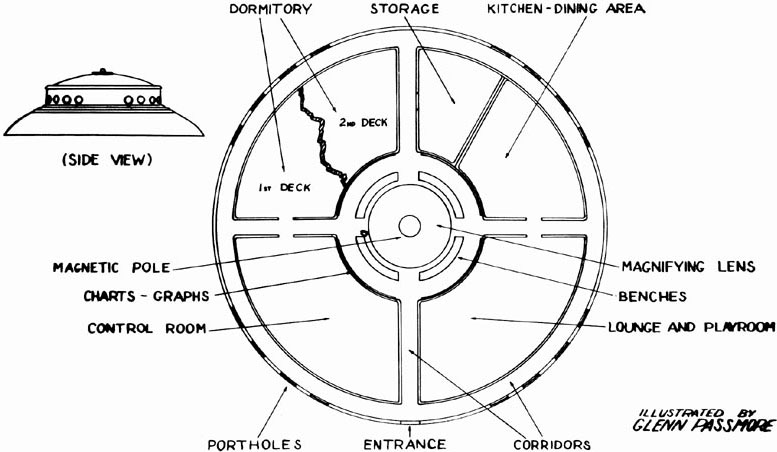 DORMITORY
STORAGE
KITCHEN-DINING AREA
2ND DECK
(SIDE VIEW)
1ST DECK
MAGNETIC POLE
MAGNIFYING LENS
CHARTS - GRAPHS
BENCHES
CONTROL ROOM
LOUNGE AND PLAYROOM
ILLUSTRATED BY
GLENN PASSMORE
PORTHOLES
ENTRANCE
CORRIDORS